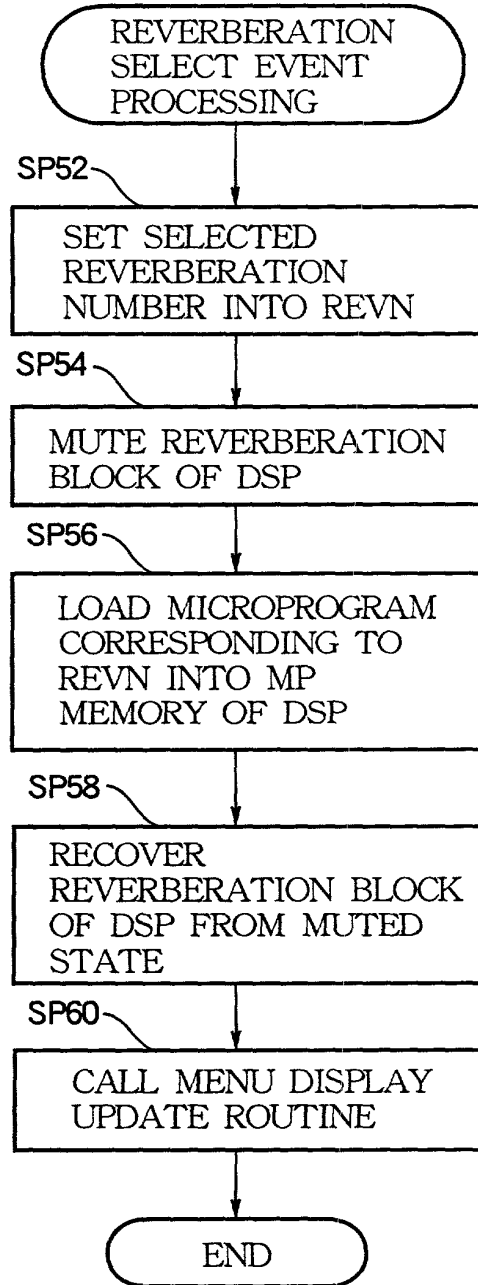 REVERBERATION
SELECT EVENT
PROCESSING
SP52
SET SELECTED
REVERBERATION
NUMBER INTO REVN
SP54
MUTE REVERBERATION
BLOCK OF DSP
SP56
LOAD MICROPROGRAM
CORRESPONDING TO
REVN INTO MP
MEMORY OF DSP
SP58
RECOVER
REVERBERATION BLOCK
OF DSP FROM MUTED
STATE
SP60
CALL MENU DISPLAY
UPDATE ROUTINE
END